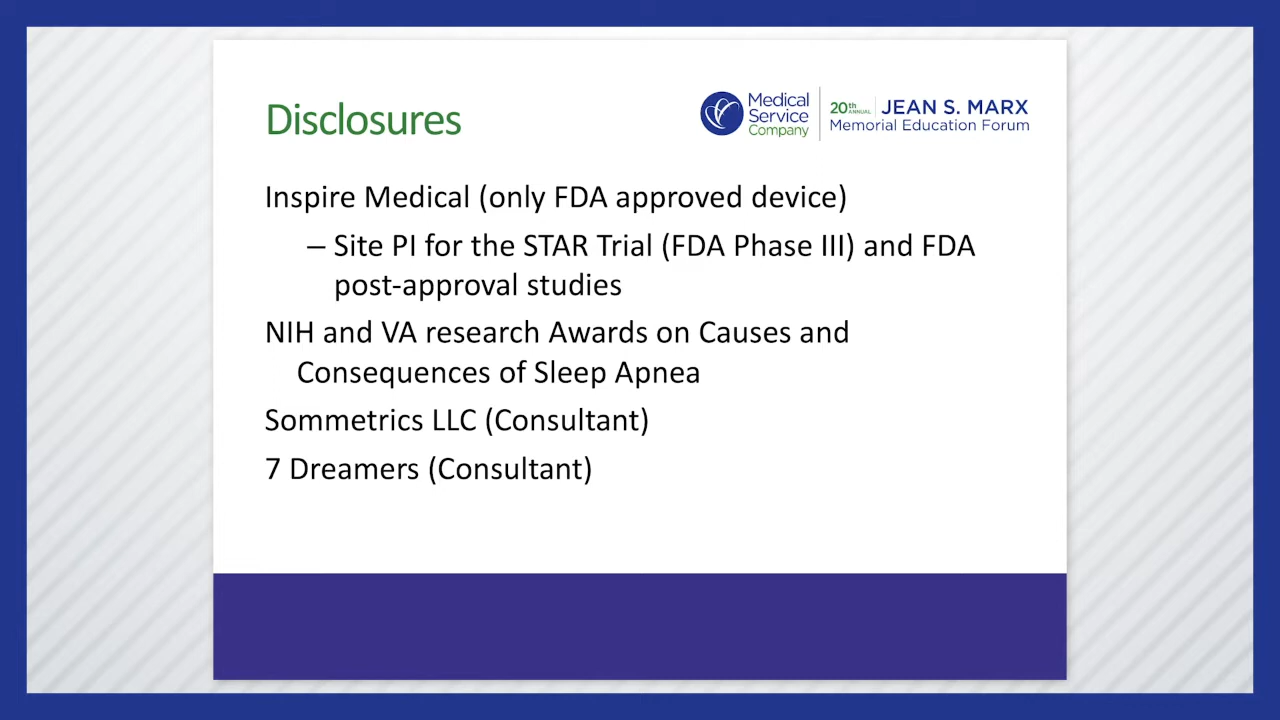 Disclosures
Medical
Service
Company
20th
ANNUAL
JEAN S. MARX
Memorial Education Forum
Inspire Medical (only FDA approved device)
– Site PI for the STAR Trial (FDA Phase III) and FDA
post-approval studies
NIH and VA research Awards on Causes and
Consequences of Sleep Apnea
Sommetrics LLC (Consultant)
7 Dreamers (Consultant)